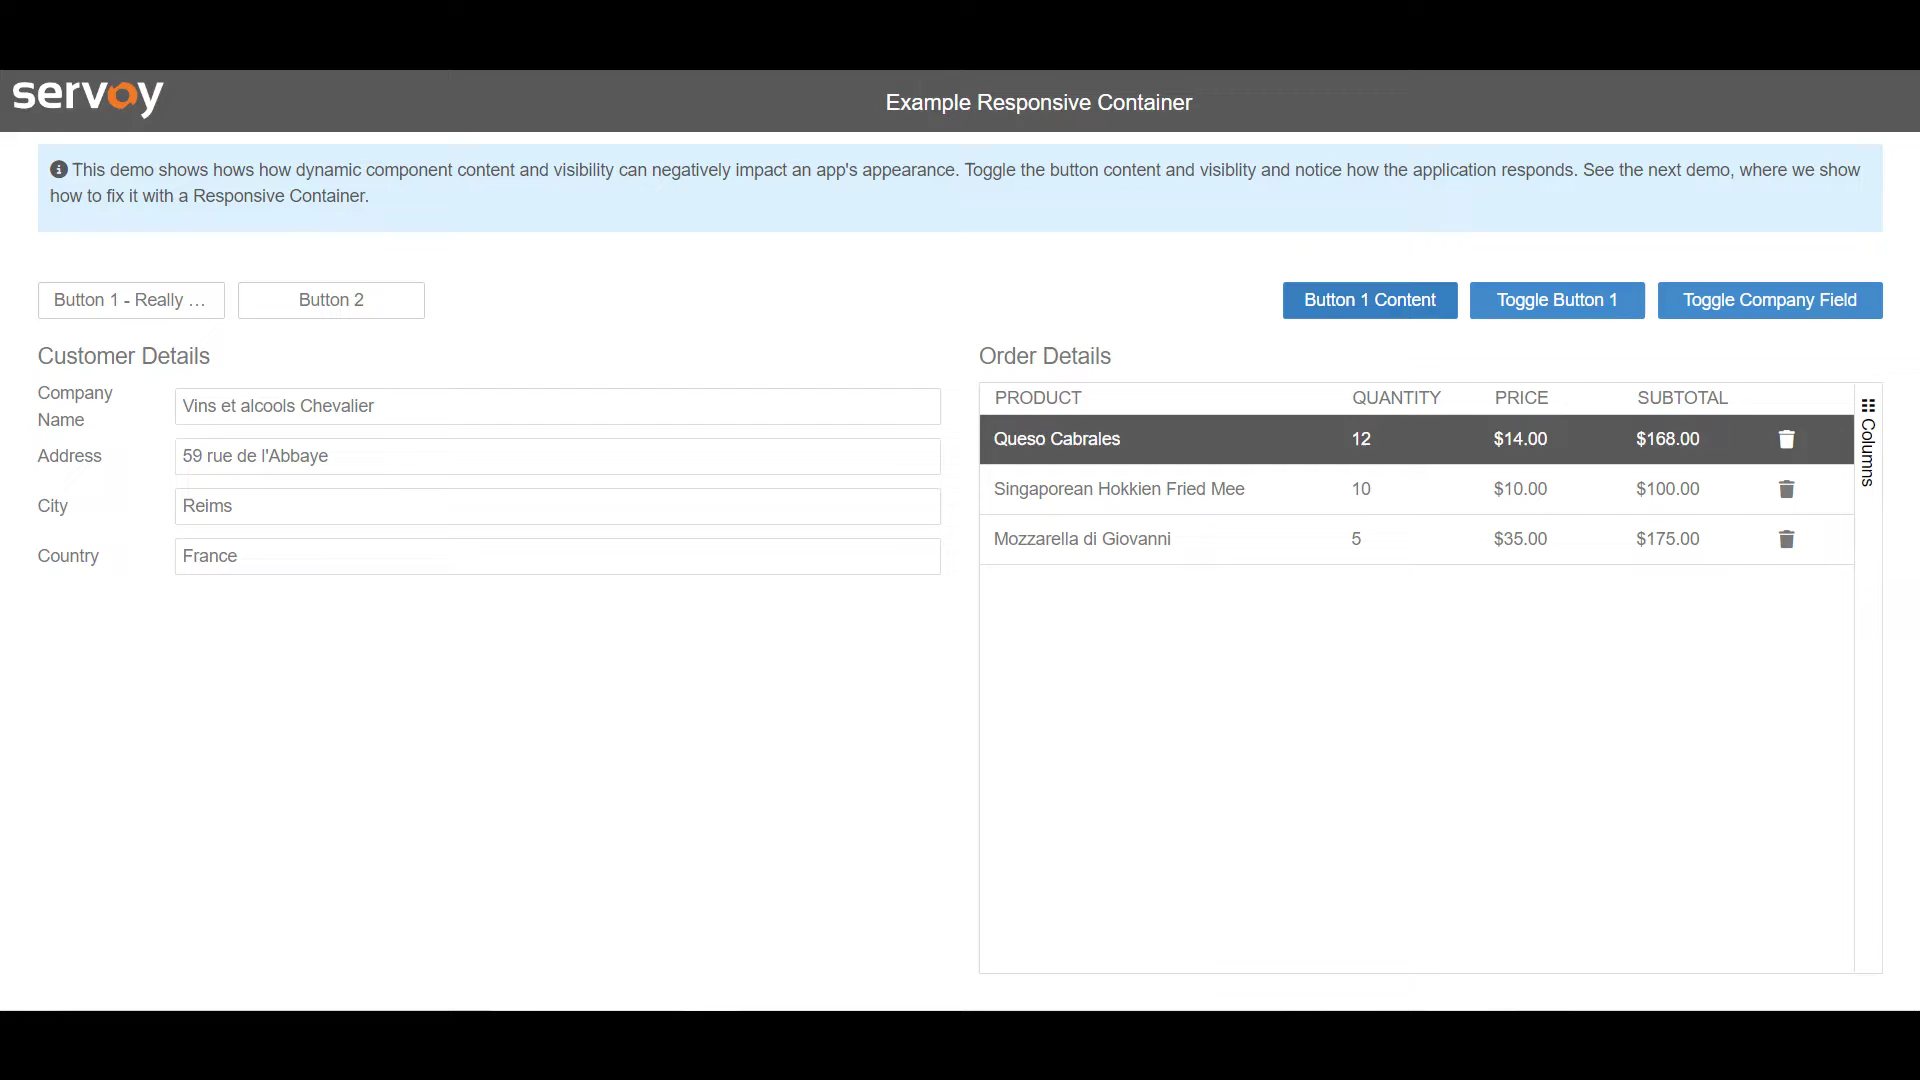 servoy
Example Responsive Container
This demo shows hows how dynamic component content and visibility can negatively impact an app's appearance. Toggle the button content and visiblity and notice how the application responds. See the next demo, where we show
how to fix it with a Responsive Container.
Button 1 - Really ... Button 2 Button 1 Content Toggle Button 1 Toggle Company Field
Customer Details
Company
Name
Vins et alcools Chevalier
Address 59 rue de l'Abbaye
City Reims
Country France
Order Details
PRODUCT QUANTITY PRICE SUBTOTAL
Queso Cabrales 12 $14.00 $168.00
Singaporean Hokkien Fried Mee 10 $10.00 $100.00
Mozzarella di Giovanni 5 $35.00 $175.00
Columns